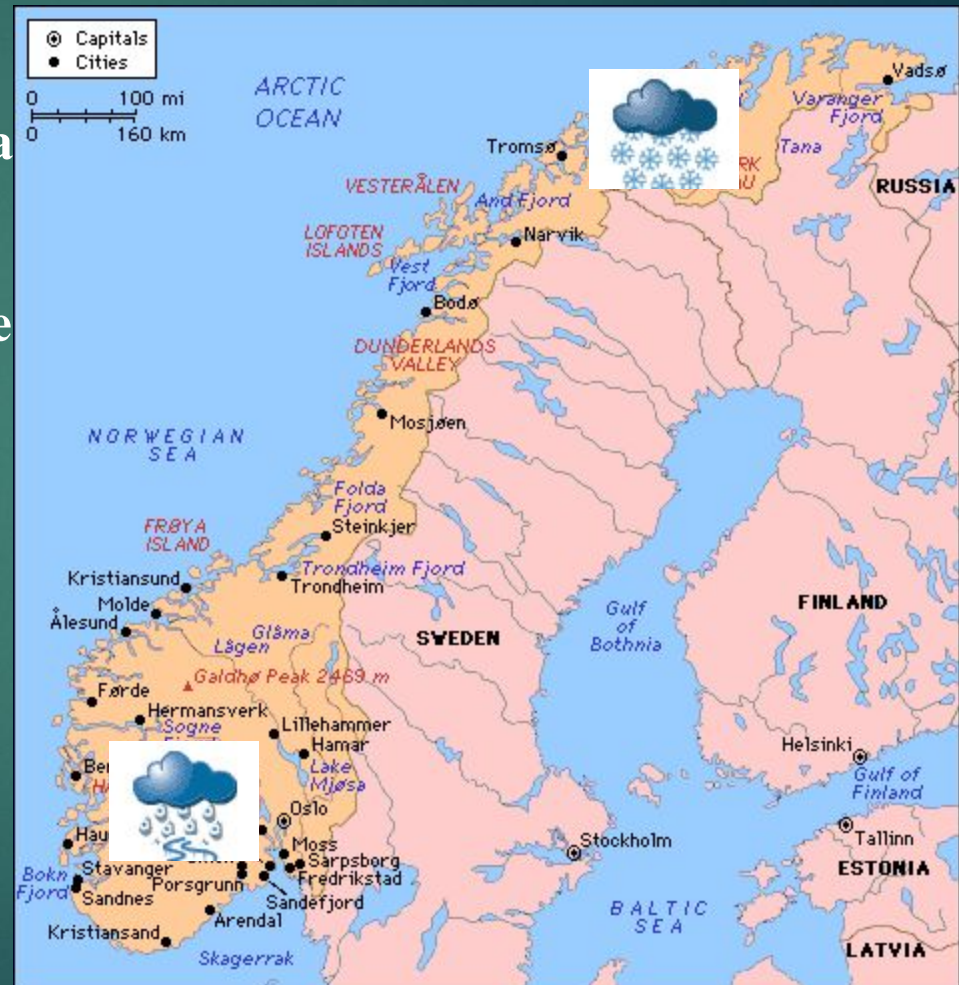 Capitals
Cities
0 100 mi
0 160 km
a
e
ARCTIC
OCEAN
Vadsø
Varanger
Fjord
Tana
Tromsø
RUSSIA
VESTERÅLEN
And Fjord
LOFOTEN
ISLANDS
Narvik
Vest
Fjord
Bodø
DUNDERLANDS
VALLEY
Mosjøen
NORWEGIAN
SEA
Folda
Fjord
Steinkjer
FRØYA
ISLAND
Trondheim Fjord
Kristiansund
Trondheim
Molde
Ålesund
Glåma
Lågen
SWEDEN
Gulf
of
Bothnia
FINLAND
Galdhø Peak 2469 m
Førde
Hermansverk
Sogne
Lillehammer
Hamar
Lake
Mjøsa
Helsinki
Gulf of
Finland
Oslo
Stockholm
Tallinn
Moss
Sarpsborg
Fredrikstad
ESTONIA
Bokn
Fjord
Stavanger
Sandnes
Porsgrunn
Sandefjord
Arendal
Kristiansand
Skagerrak
BALTIC
SEA
LATVIA